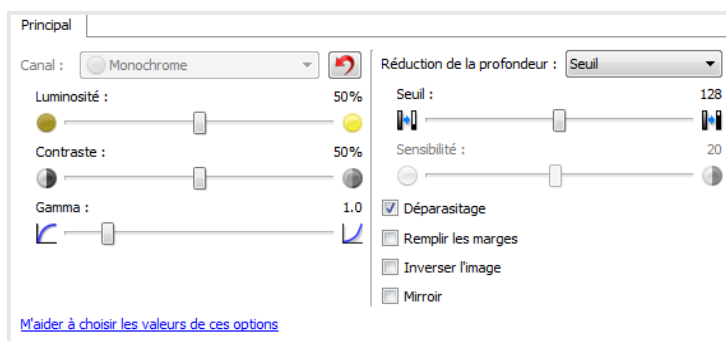 Principal
Canal :
Monochrome
Luminosité :
50%
Contraste :
50%
Gamma :
1.0
M'aider à choisir les valeurs de ces options
Réduction de la profondeur :
Seuil
Seuil :
128
Sensibilité :
20
Déparasitage
Remplir les marges
Inverser l'image
Mirroir